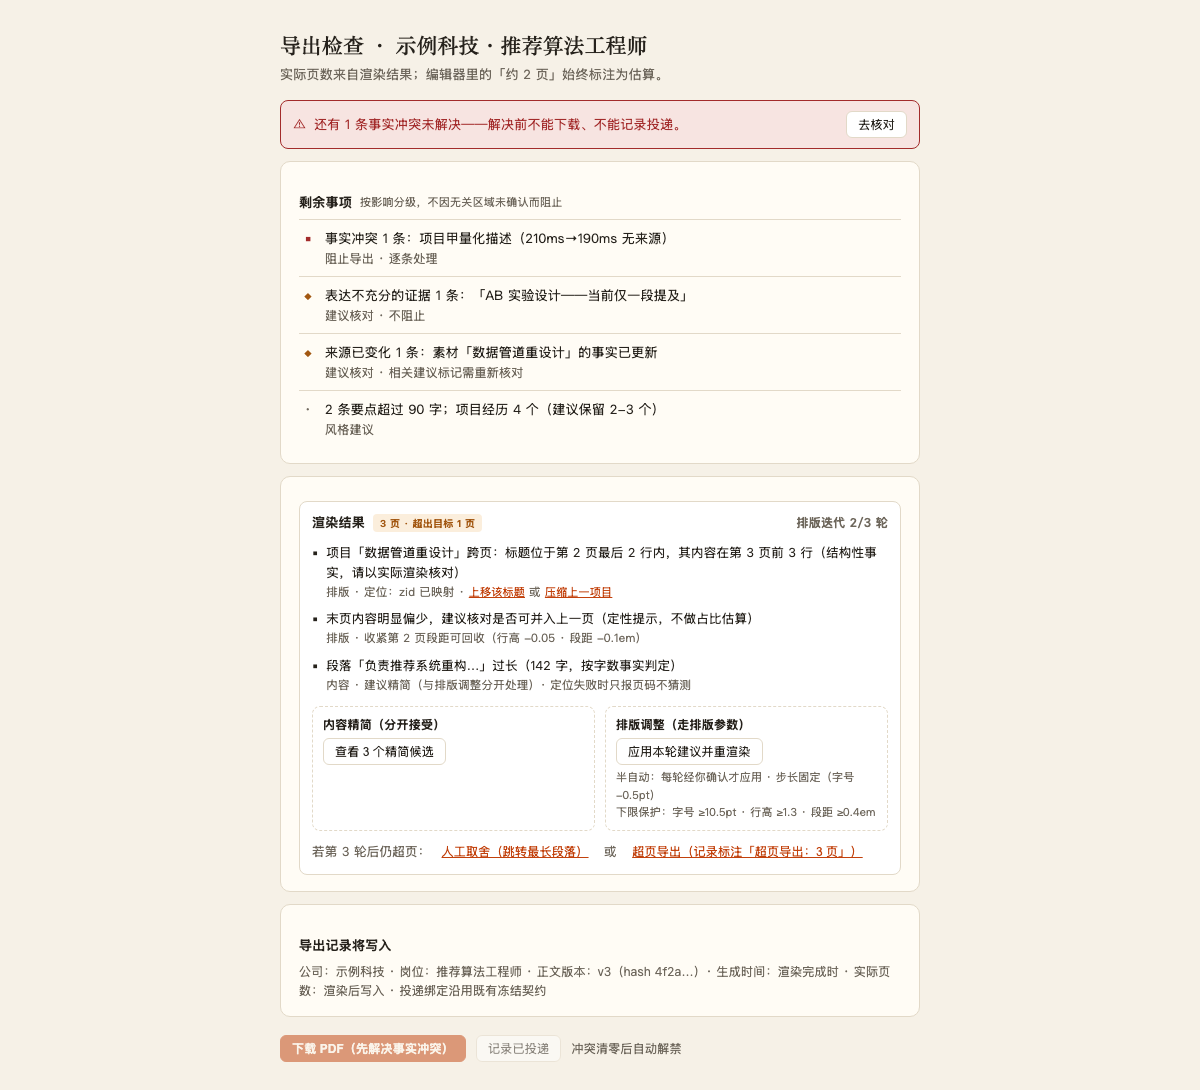 导出检查 · 示例科技 · 推荐算法工程师
实际页数来自渲染结果；编辑器里的「约 2 页」始终标注为估算。
⚠ 还有 1 条事实冲突未解决——解决前不能下载、不能记录投递。
去核对
剩余事项 按影响分级，不因无关区域未确认而阻止
事实冲突 1 条：项目甲量化描述（210ms→190ms 无来源）
阻止导出 · 逐条处理
表达不充分的证据 1 条：「AB 实验设计——当前仅一段提及」
建议核对 · 不阻止
来源已变化 1 条：素材「数据管道重设计」的事实已更新
建议核对 · 相关建议标记需重新核对
2 条要点超过 90 字；项目经历 4 个（建议保留 2–3 个）
风格建议
渲染结果 3 页 · 超出目标 1 页 排版迭代 2/3 轮
项目「数据管道重设计」跨页：标题位于第 2 页最后 2 行内，其内容在第 3 页前 3 行（结构性事
实，请以实际渲染核对）
排版 · 定位：zid 已映射 · 上移该标题 或 压缩上一项目
末页内容明显偏少，建议核对是否可并入上一页（定性提示，不做占比估算）
排版 · 收紧第 2 页段距可回收（行高 −0.05 · 段距 −0.1em）
段落「负责推荐系统重构…」过长（142 字，按字数事实判定）
内容 · 建议精简（与排版调整分开处理）· 定位失败时只报页码不猜测
内容精简（分开接受）
查看 3 个精简候选
排版调整（走排版参数）
应用本轮建议并重渲染
半自动：每轮经你确认才应用 · 步长固定（字号
−0.5pt）
下限保护：字号 ≥10.5pt · 行高 ≥1.3 · 段距 ≥0.4em
若第 3 轮后仍超页： 人工取舍（跳转最长段落） 或 超页导出（记录标注「超页导出：3 页」）
导出记录将写入
公司：示例科技 · 岗位：推荐算法工程师 · 正文版本：v3（hash 4f2a…）· 生成时间：渲染完成时 · 实际页
数：渲染后写入 · 投递绑定沿用既有冻结契约
下载 PDF（先解决事实冲突） 记录已投递 冲突清零后自动解禁